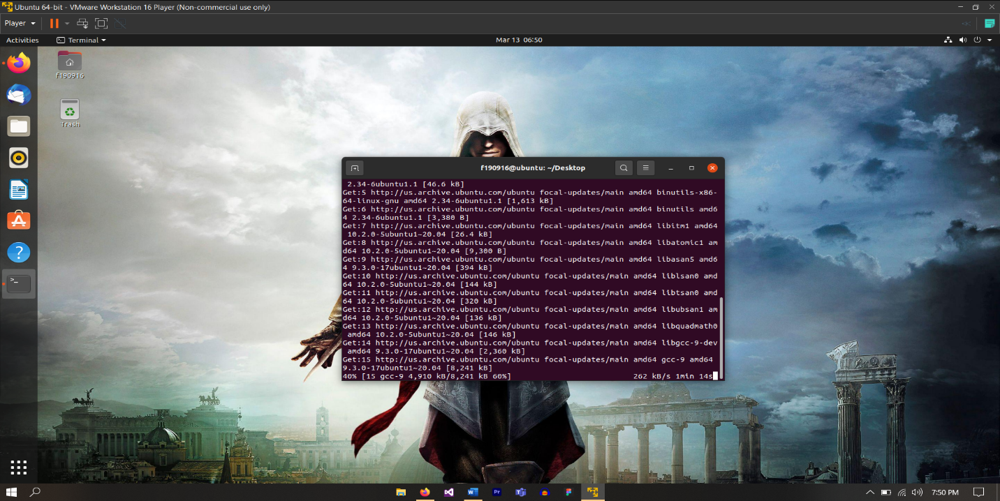 Ubuntu 64-bit - VMware Workstation 16 Player (Non-commercial use only)
Player
Activities
Terminal
Mar 13 06:50
f190916
Trash
f190916@ubuntu: ~/Desktop
 2.34-6ubuntu1.1 [46.6 kB]
Get:5 http://us.archive.ubuntu.com/ubuntu focal-updates/main amd64 binutils-x86-
64-linux-gnu amd64 2.34-6ubuntu1.1 [1,613 kB]
Get:6 http://us.archive.ubuntu.com/ubuntu focal-updates/main amd64 binutils amd6
4 2.34-6ubuntu1.1 [3,380 B]
Get:7 http://us.archive.ubuntu.com/ubuntu focal-updates/main amd64 libitm1 amd64
 10.2.0-5ubuntu1~20.04 [26.4 kB]
Get:8 http://us.archive.ubuntu.com/ubuntu focal-updates/main amd64 libatomic1 am
d64 10.2.0-5ubuntu1~20.04 [9,300 B]
Get:9 http://us.archive.ubuntu.com/ubuntu focal-updates/main amd64 libasan5 amd6
4 9.3.0-17ubuntu1~20.04 [394 kB]
Get:10 http://us.archive.ubuntu.com/ubuntu focal-updates/main amd64 liblsan0 amd
64 10.2.0-5ubuntu1~20.04 [144 kB]
Get:11 http://us.archive.ubuntu.com/ubuntu focal-updates/main amd64 libtsan0 amd
64 10.2.0-5ubuntu1~20.04 [320 kB]
Get:12 http://us.archive.ubuntu.com/ubuntu focal-updates/main amd64 libubsan1 am
d64 10.2.0-5ubuntu1~20.04 [136 kB]
Get:13 http://us.archive.ubuntu.com/ubuntu focal-updates/main amd64 libquadmath0
 amd64 10.2.0-5ubuntu1~20.04 [146 kB]
Get:14 http://us.archive.ubuntu.com/ubuntu focal-updates/main amd64 libgcc-9-dev
 amd64 9.3.0-17ubuntu1~20.04 [2,360 kB]
Get:15 http://us.archive.ubuntu.com/ubuntu focal-updates/main amd64 gcc-9 amd64
9.3.0-17ubuntu1~20.04 [8,241 kB]
40% [15 gcc-9 4,910 kB/8,241 kB 60%] 262 kB/s 1min 14s
Pr
7:50 PM